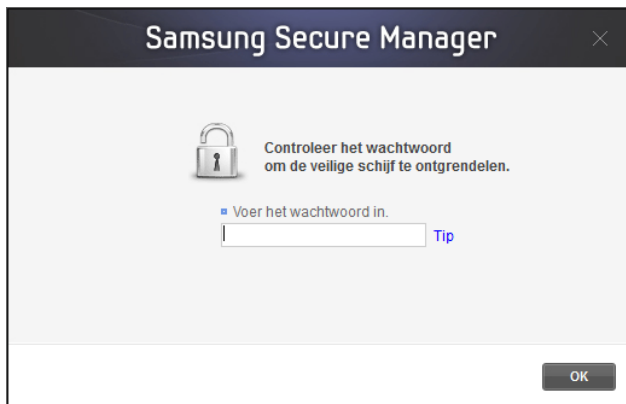 Samsung Secure Manager
Controleer het wachtwoord
om de veilige schijf te ontgrendelen.
Voer het wachtwoord in.
Tip
OK